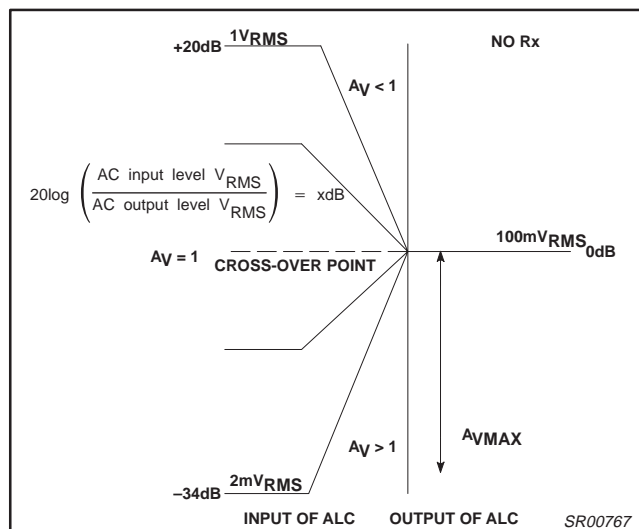 +20dB 1VRMS NO Rx
AV < 1
20log ( AC input level VRMS / AC output level VRMS ) = xdB
100mVRMS
AV = 1 CROSS-OVER POINT 0dB
AV > 1 AVMAX
–34dB 2mVRMS
INPUT OF ALC OUTPUT OF ALC SR00767